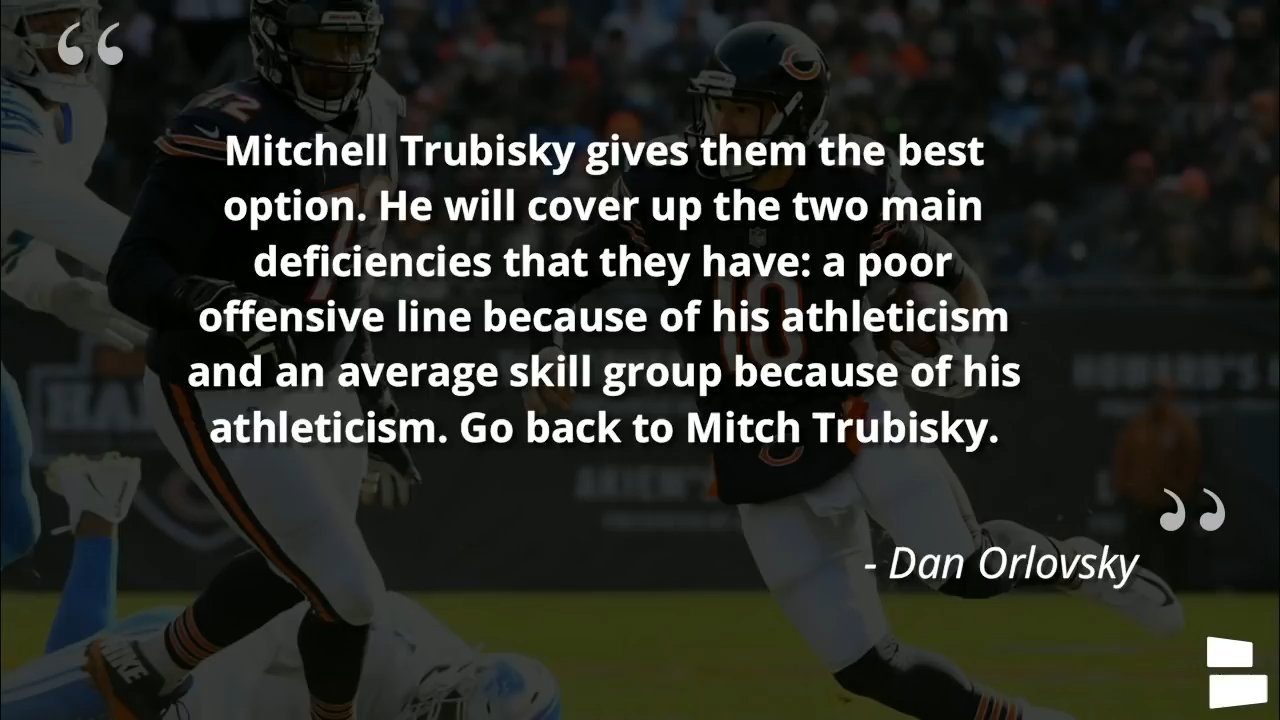 “
Mitchell Trubisky gives them the best
option. He will cover up the two main
deficiencies that they have: a poor
offensive line because of his athleticism
and an average skill group because of his
athleticism. Go back to Mitch Trubisky.
”
- Dan Orlovsky
10
NIKE